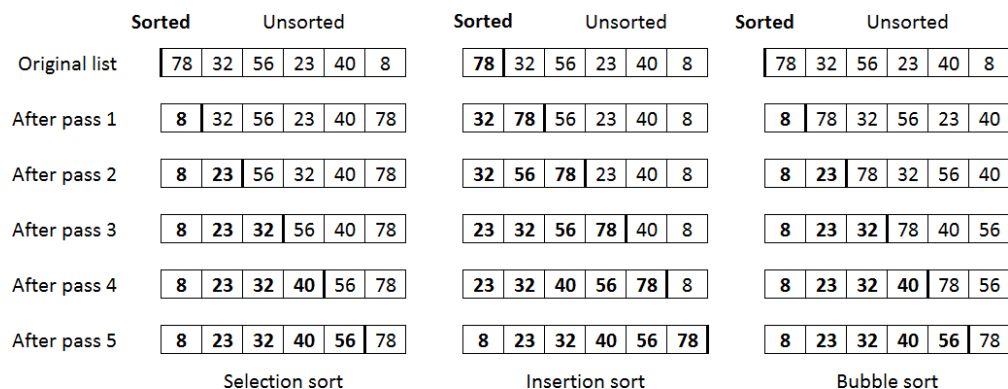 Sorted Unsorted Sorted Unsorted Sorted Unsorted
Original list 78 32 56 23 40 8 78 32 56 23 40 8 78 32 56 23 40 8
After pass 1 8 32 56 23 40 78 32 78 56 23 40 8 8 78 32 56 23 40
After pass 2 8 23 56 32 40 78 32 56 78 23 40 8 8 23 78 32 56 40
After pass 3 8 23 32 56 40 78 23 32 56 78 40 8 8 23 32 78 40 56
After pass 4 8 23 32 40 56 78 23 32 40 56 78 8 8 23 32 40 78 56
After pass 5 8 23 32 40 56 78 8 23 32 40 56 78 8 23 32 40 56 78
Selection sort Insertion sort Bubble sort